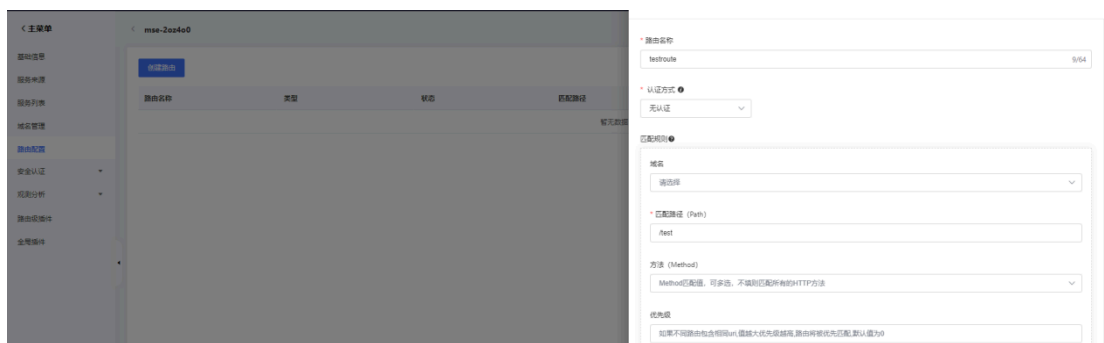 < 主菜单
< mse-2oz4o0
基础信息
服务来源
服务列表
域名管理
路由配置
安全认证
观测分析
路由级插件
全局插件
创建路由
路由名称 类型 状态 匹配路径
暂无数据
* 路由名称
testroute 9/64
* 认证方式
无认证
匹配规则
域名
请选择
* 匹配路径 (Path)
/test
方法 (Method)
Method匹配值，可多选，不填则匹配所有的HTTP方法
优先级
如果不同路由包含相同uri,值越大优先级越高,路由将被优先匹配,默认值为0